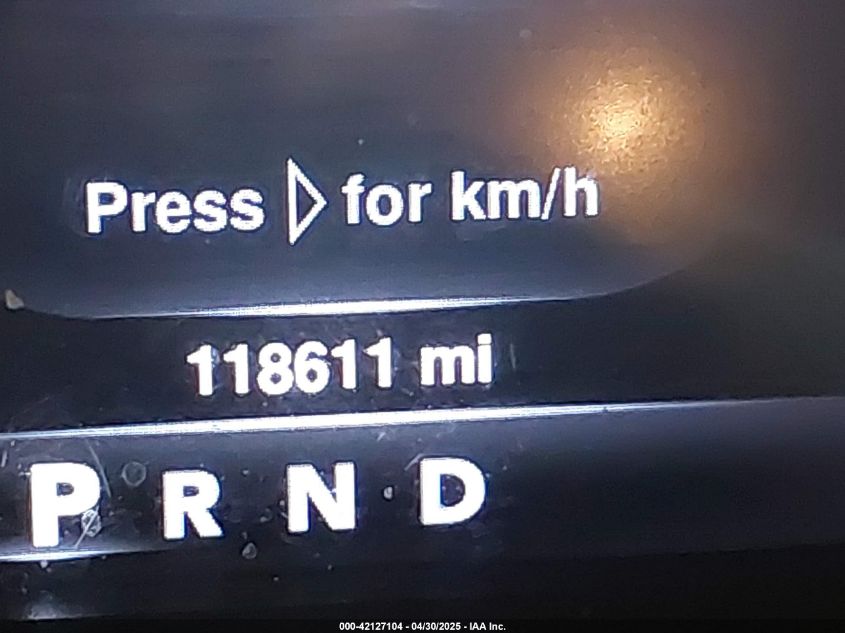 Press ▷ for km/h
118611 mi
P R N D
000-42127104 - 04/30/2025 - IAA Inc.